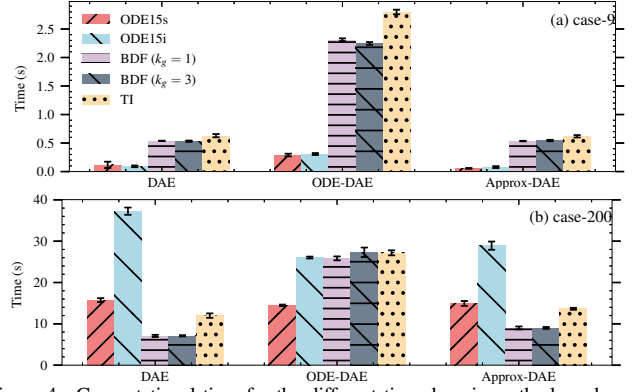 (a) case-9
ODE15s
ODE15i
BDF (kg = 1)
BDF (kg = 3)
TI
Time (s)
2.5
2.0
1.5
1.0
0.5
0.0
DAE ODE-DAE Approx-DAE
(b) case-200
Time (s)
40
30
20
10
0
DAE ODE-DAE Approx-DAE